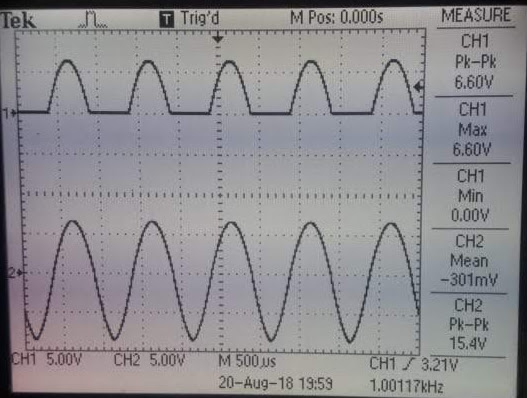 Tek
T Trig'd
M Pos: 0.000s
MEASURE
CH1
Pk-Pk
6.60V
CH1
Max
6.60V
CH1
Min
0.00V
CH2
Mean
-301mV
CH2
Pk-Pk
15.4V
1
2
CH1 5.00V
CH2 5.00V
M 500µs
CH1 / 3.21V
20-Aug-18 19:59
1.00117kHz